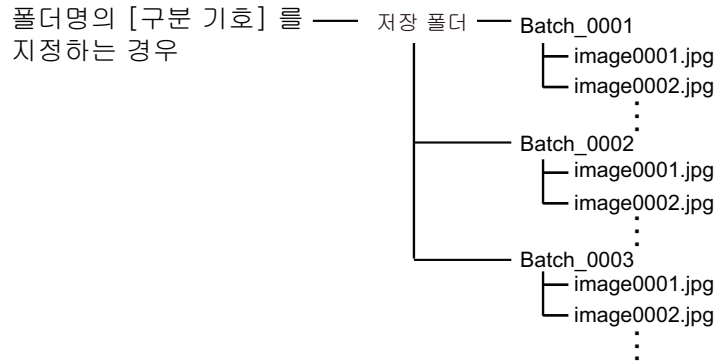 폴더명의 [구분 기호] 를
지정하는 경우
저장 폴더
Batch_0001
image0001.jpg
image0002.jpg
Batch_0002
image0001.jpg
image0002.jpg
Batch_0003
image0001.jpg
image0002.jpg